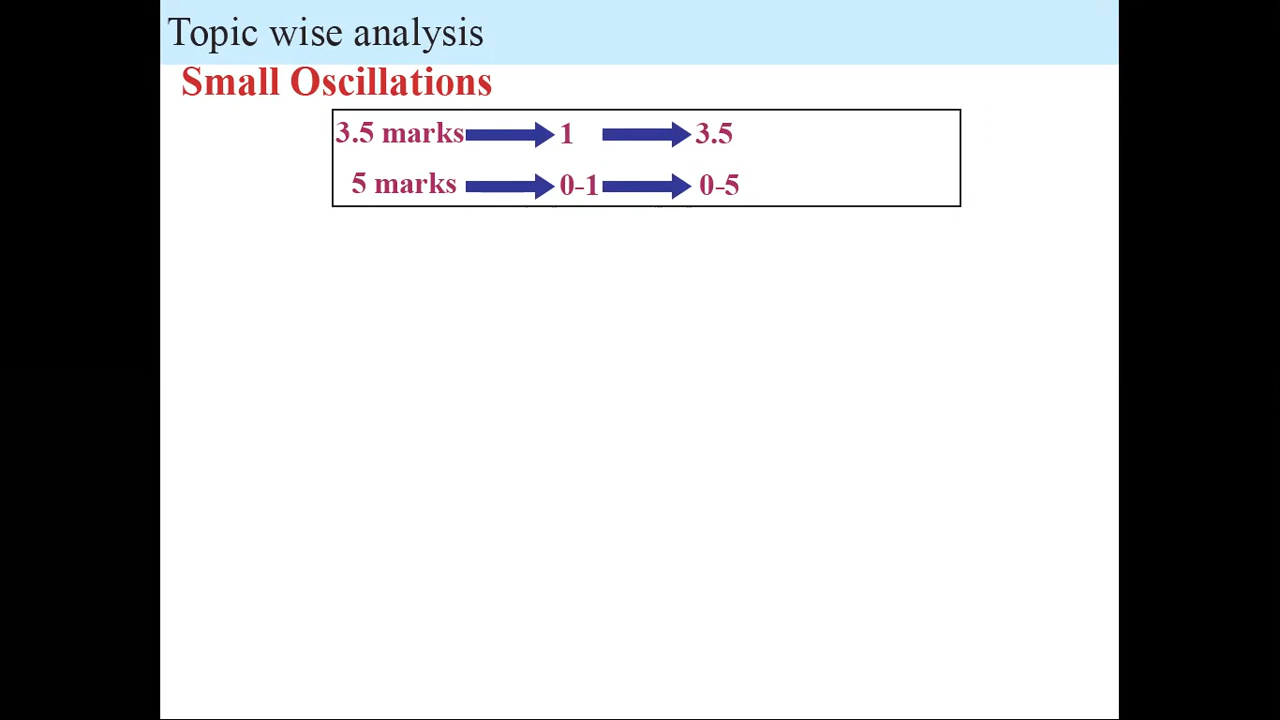 Topic wise analysis
Small Oscillations
3.5 marks 1 3.5
5 marks 0-1 0-5